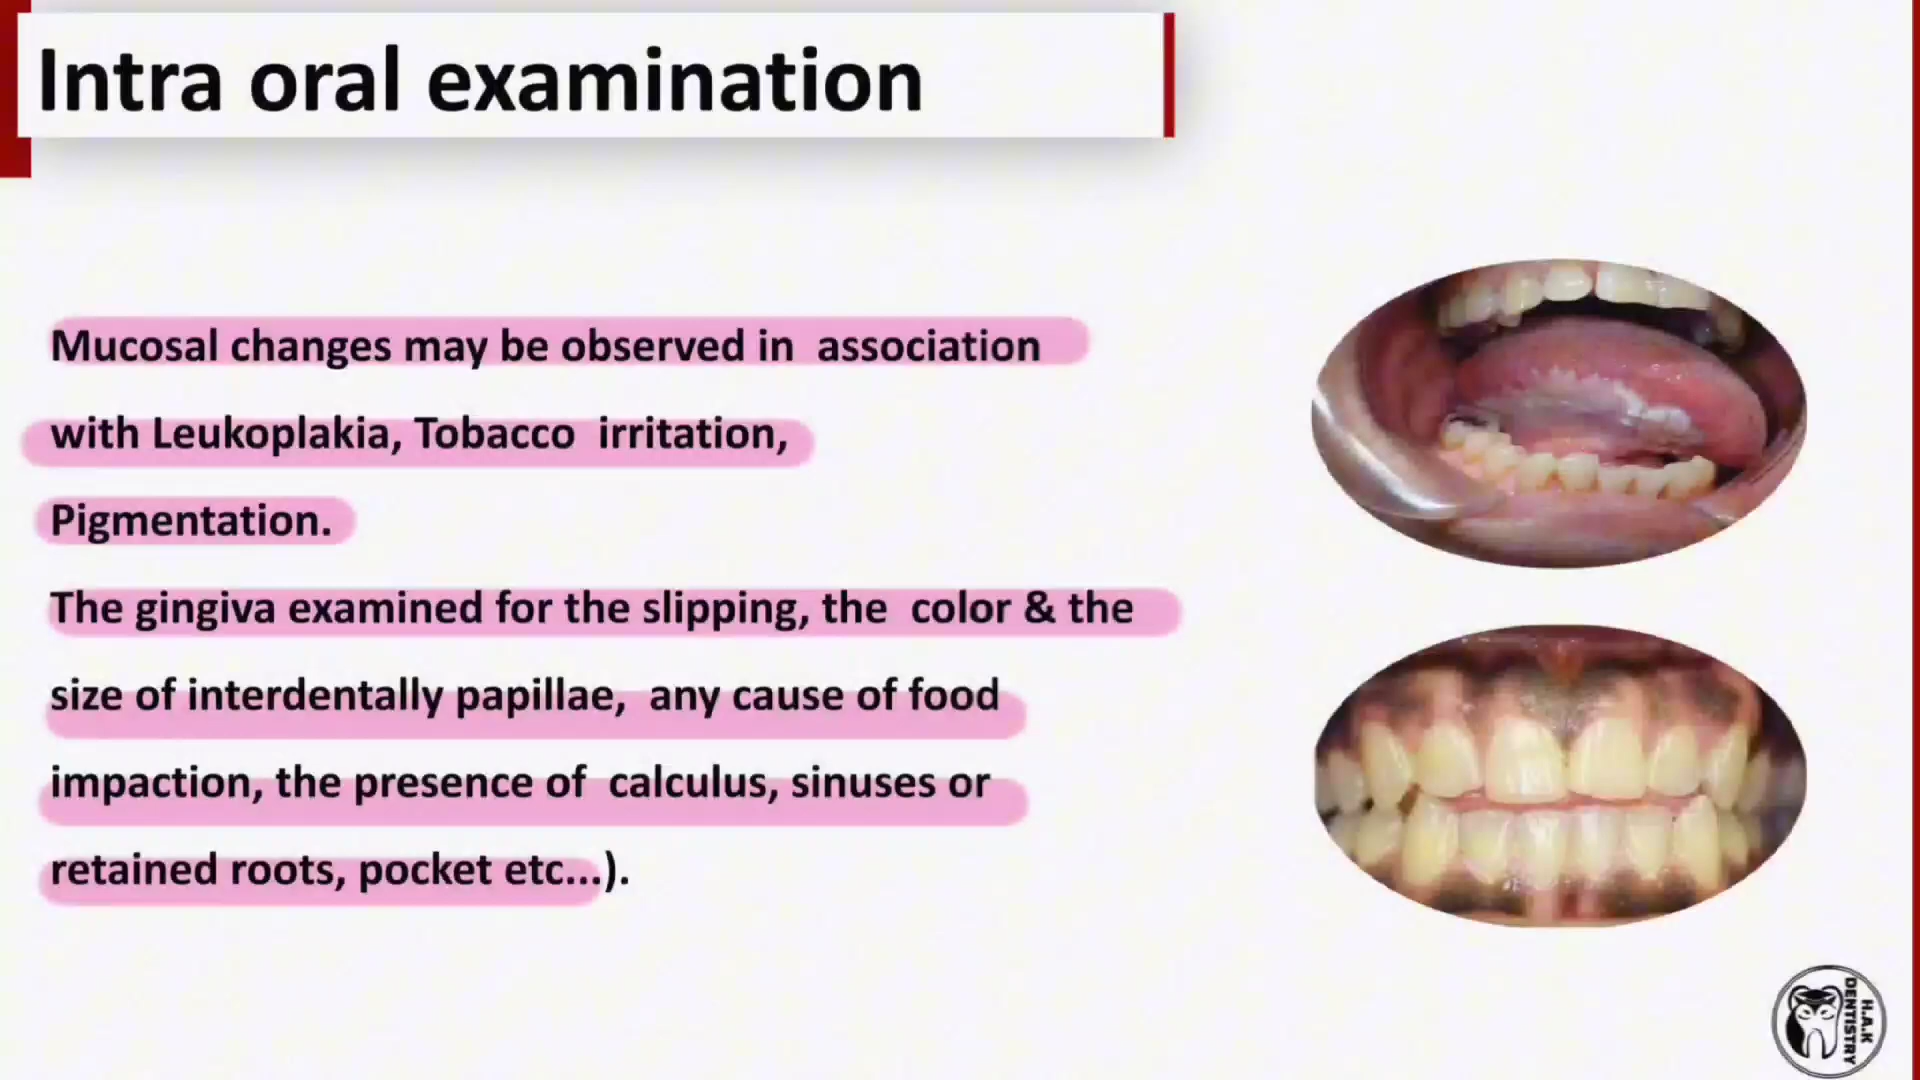 Intra oral examination
Mucosal changes may be observed in association
with Leukoplakia, Tobacco irritation,
Pigmentation.
The gingiva examined for the slipping, the color & the
size of interdentally papillae, any cause of food
impaction, the presence of calculus, sinuses or
retained roots, pocket etc...).
H.A.K
DENTISTRY